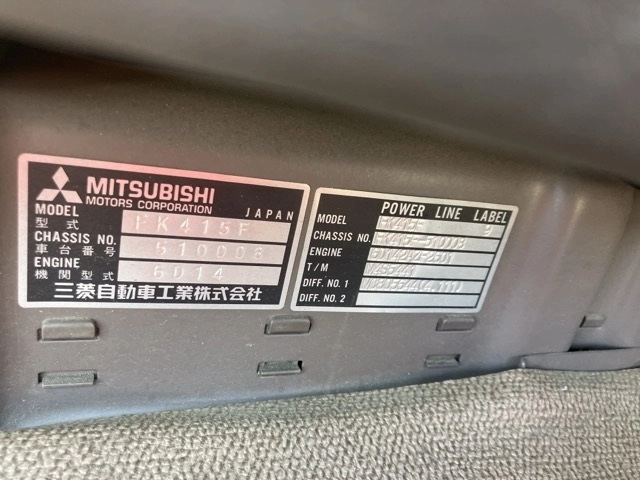 MITSUBISHI
MOTORS CORPORATION JAPAN
MODEL
型式 FK415F
CHASSIS NO.
車台番号 510008
ENGINE
機関型式 6D14
三菱自動車工業株式会社
POWER LINE LABEL
MODEL
CHASSIS NO.
ENGINE
T/M
DIFF. NO. 1
DIFF. NO. 2